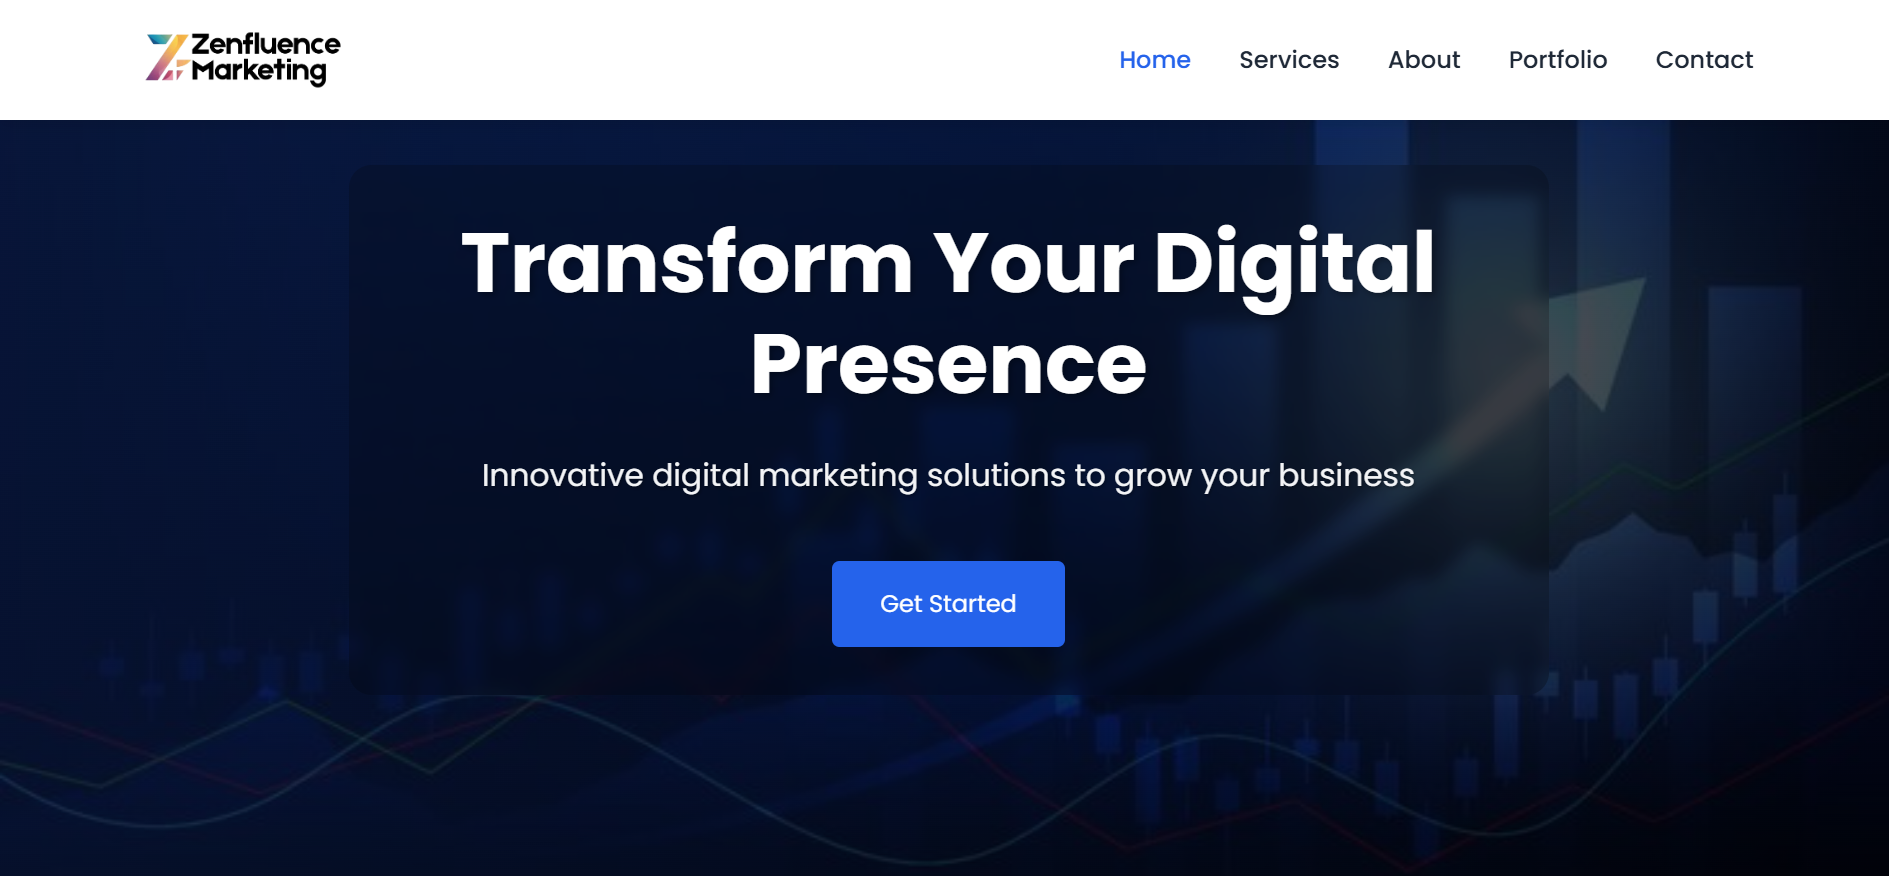 Zenfluence
Marketing
Home Services About Portfolio Contact
Transform Your Digital
Presence
Innovative digital marketing solutions to grow your business
Get Started